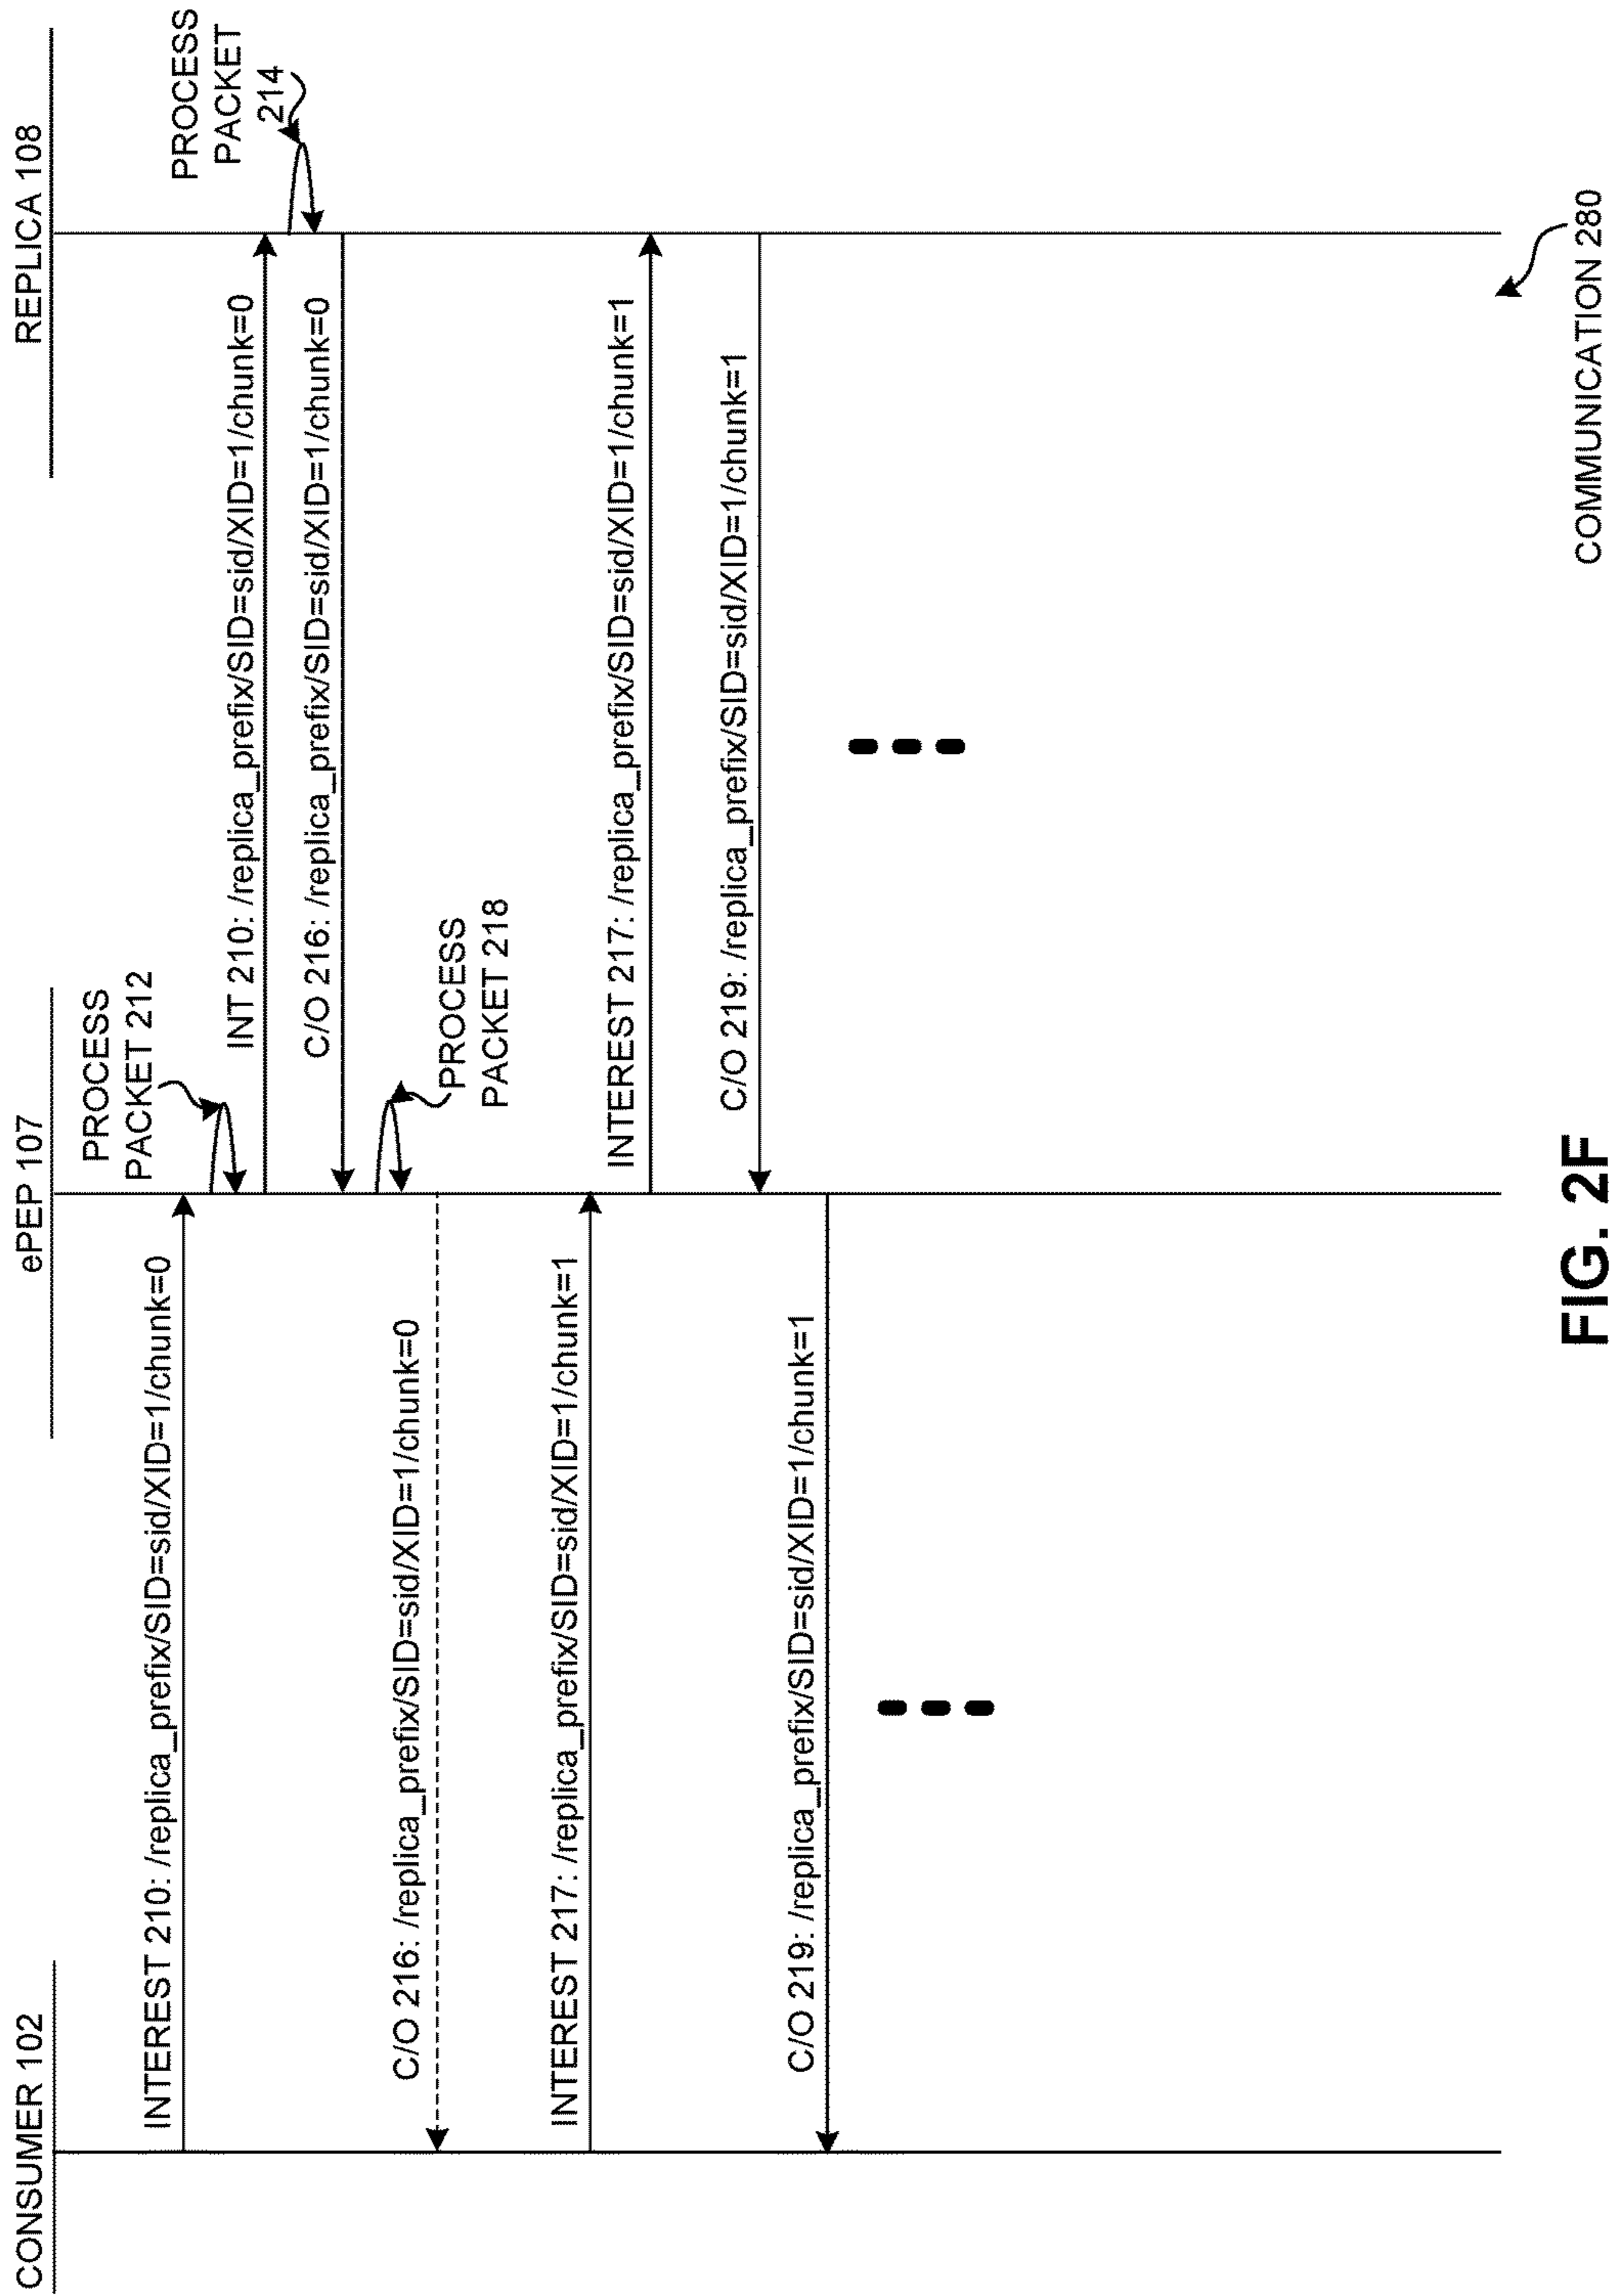 CONSUMER 102
ePEP 107
REPLICA 108
INTEREST 210: /replica_prefix/SID=sid/XID=1/chunk=0
PROCESS
PACKET 212
INT 210: /replica_prefix/SID=sid/XID=1/chunk=0
PROCESS
PACKET
214
C/O 216: /replica_prefix/SID=sid/XID=1/chunk=0
PROCESS
PACKET 218
C/O 216: /replica_prefix/SID=sid/XID=1/chunk=0
INTEREST 217: /replica_prefix/SID=sid/XID=1/chunk=1
INTEREST 217: /replica_prefix/SID=sid/XID=1/chunk=1
C/O 219: /replica_prefix/SID=sid/XID=1/chunk=1
C/O 219: /replica_prefix/SID=sid/XID=1/chunk=1
COMMUNICATION 280
FIG. 2F